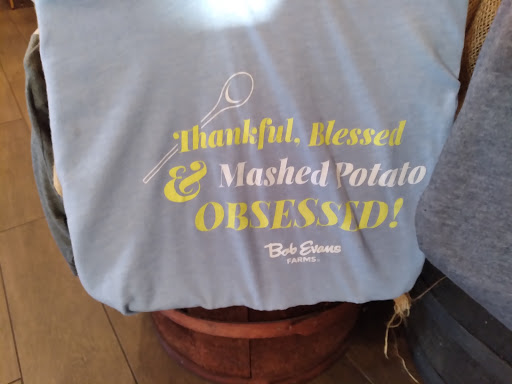 Thankful, Blessed
& Mashed Potato
OBSESSED!
Bob Evans
FARMS